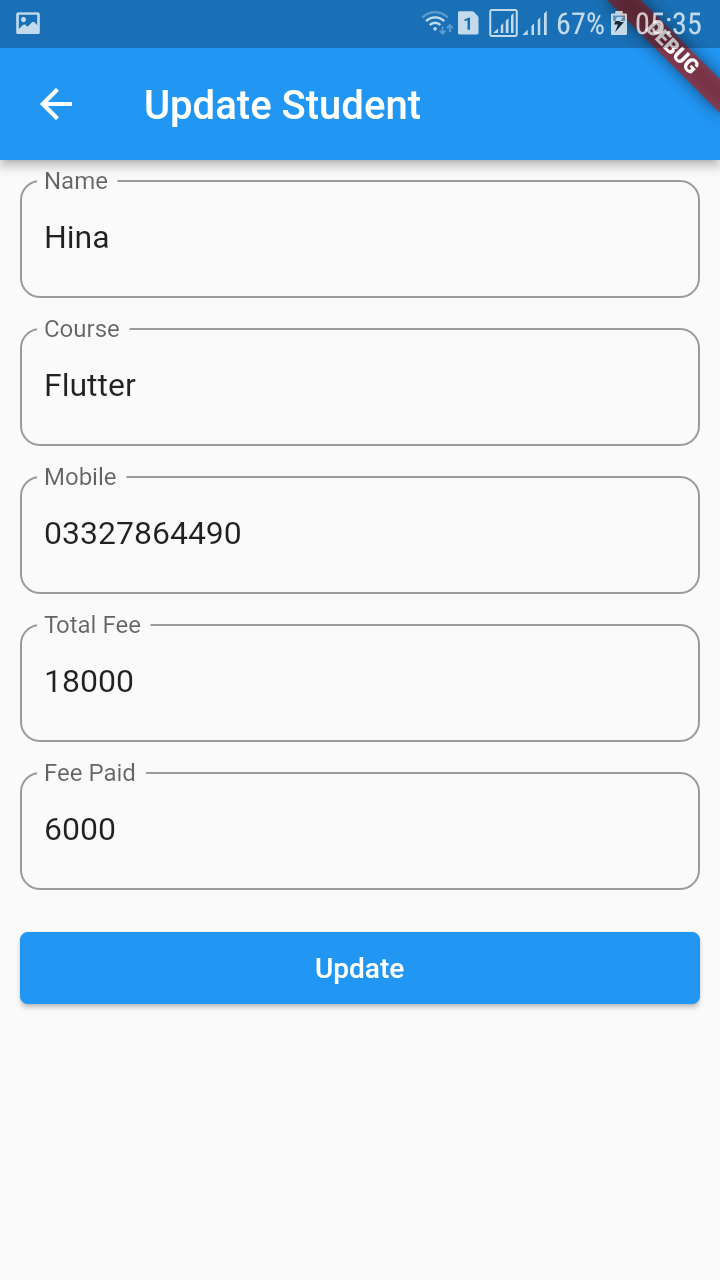 1 67% 05:35
DEBUG
Update Student
Name
Hina
Course
Flutter
Mobile
03327864490
Total Fee
18000
Fee Paid
6000
Update